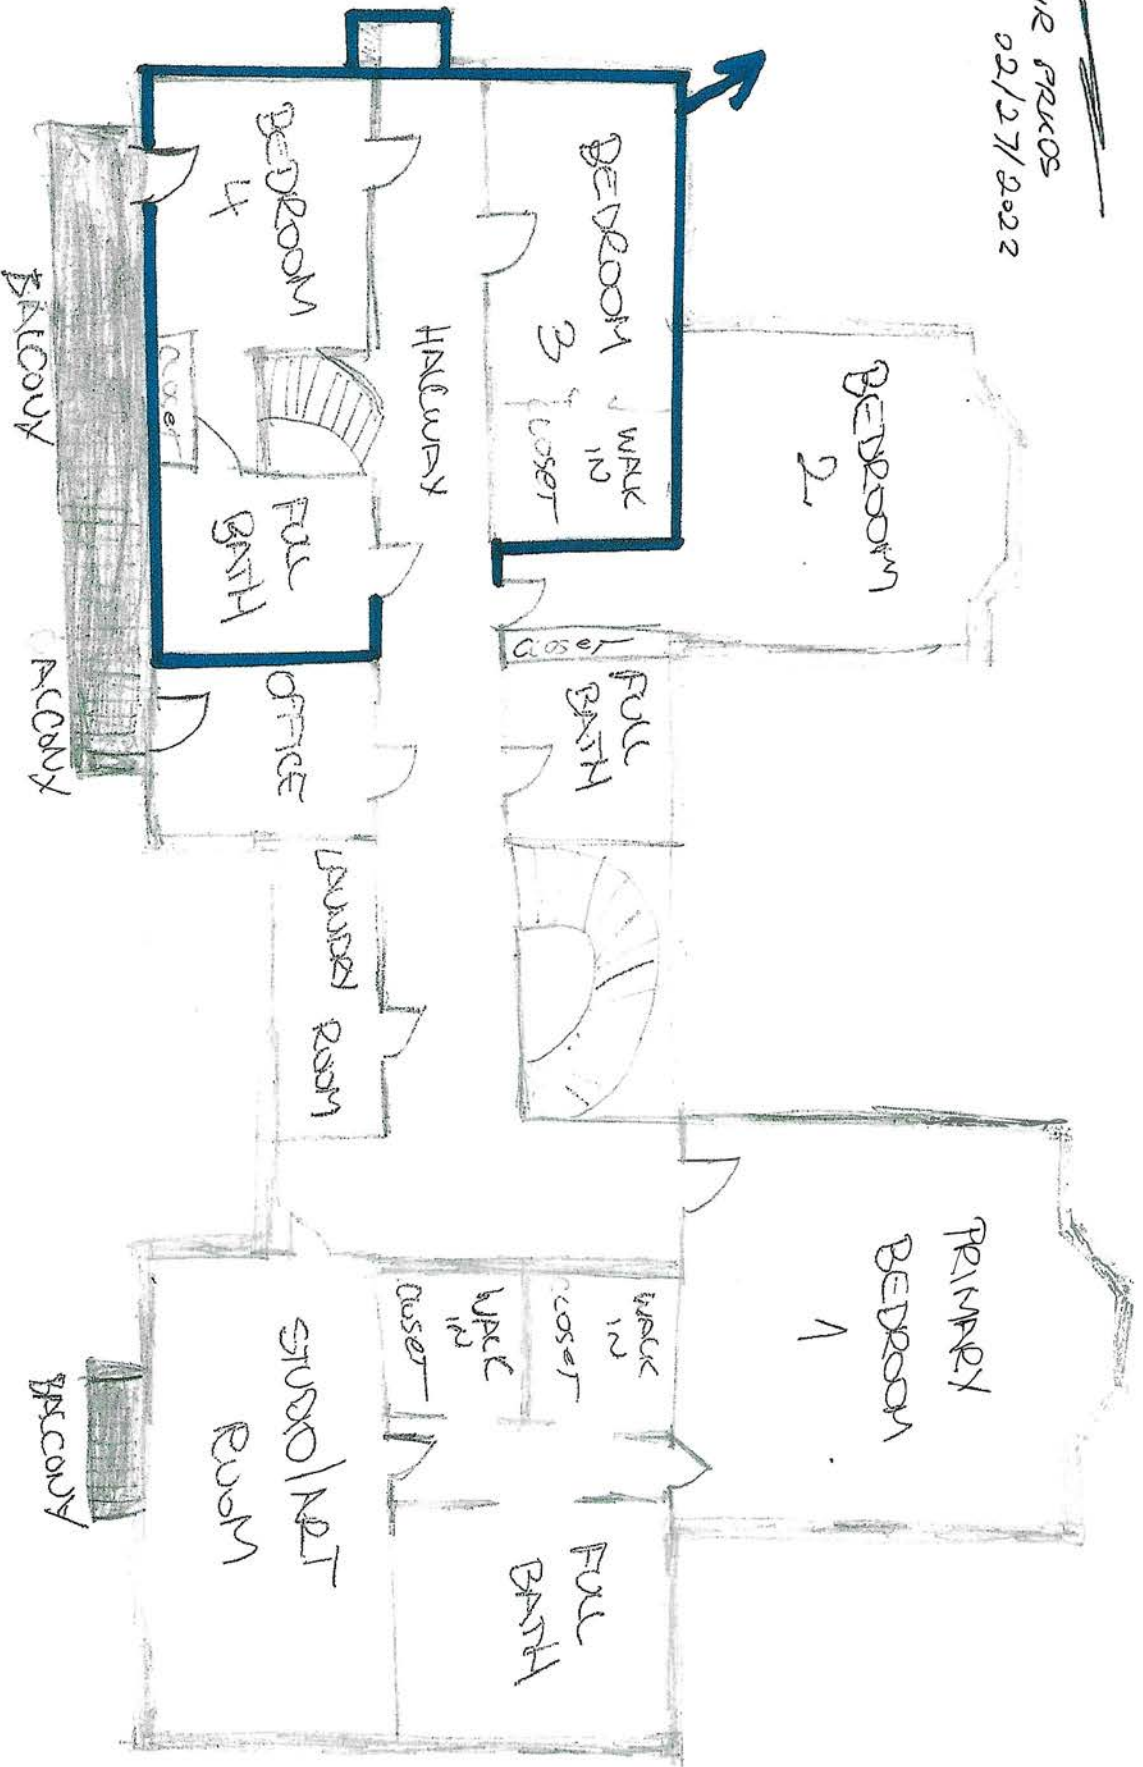 02/27/2022
PRIMARY
BEDROOM
1
BEDROOM
2
BEDROOM
3
WALK
IN
CLOSET
Closet
FULL
BATH
WALK
IN
CLOSET
WALK
IN
CLOSET
FULL
BATH
HALLWAY
BEDROOM
4
Closet
FULL
BATH
OFFICE
LAUNDRY ROOM
STUDIO/ART
ROOM
BALCONY
ALCONY
BALCONY